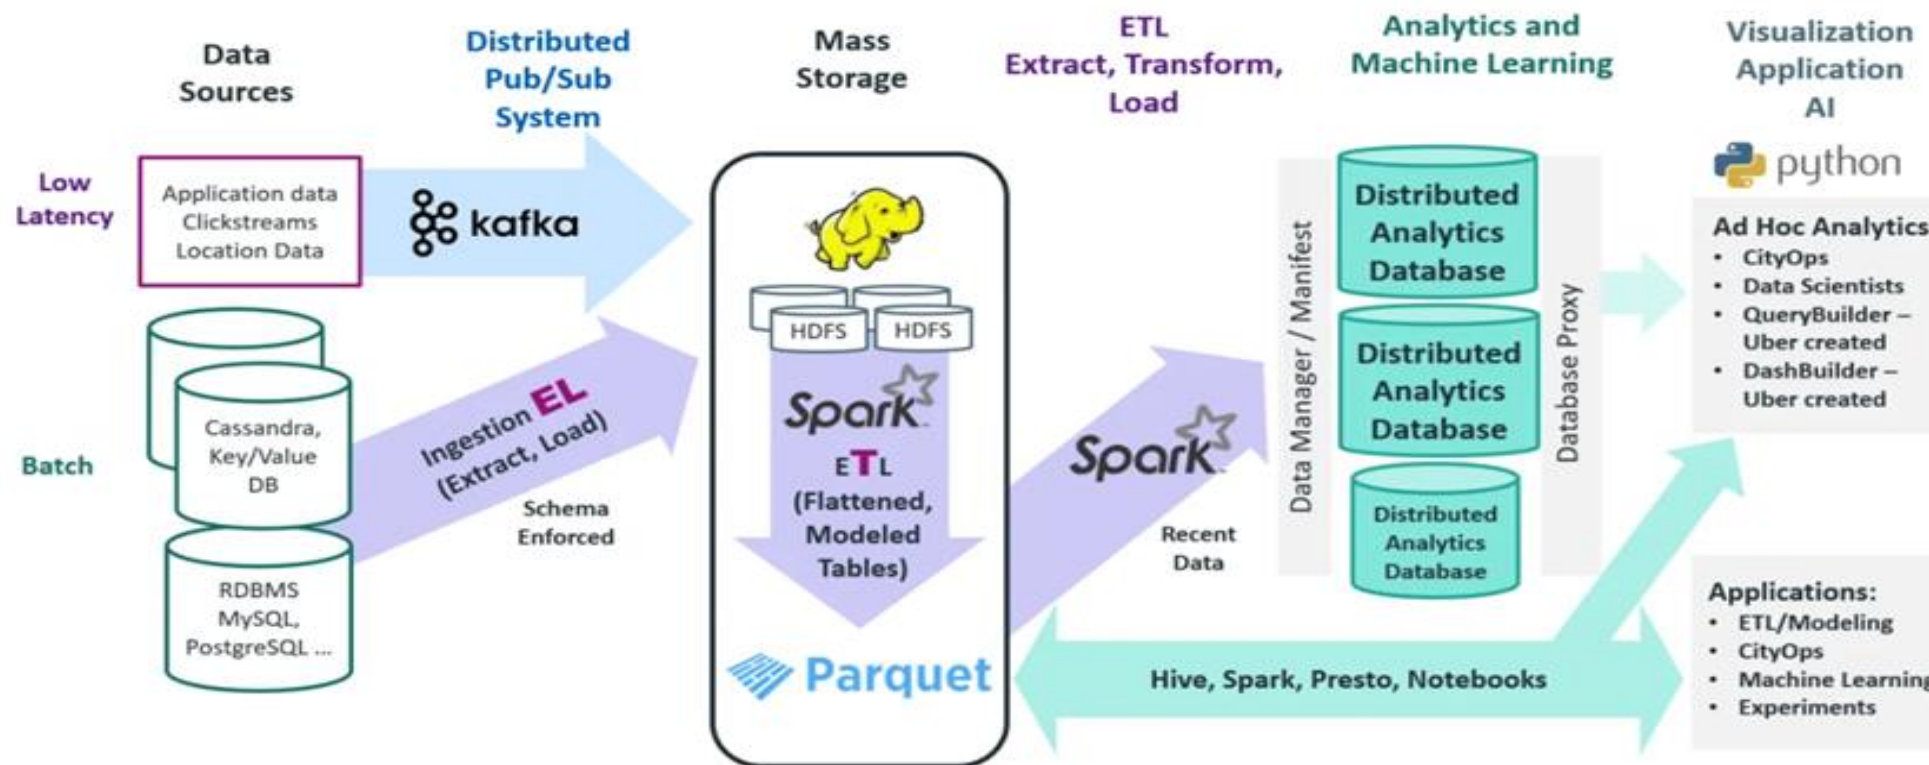 Data
Sources
Distributed
Pub/Sub
System
Mass
Storage
ETL
Extract, Transform,
Load
Analytics and
Machine Learning
Visualization
Application
AI
Low
Latency
Application data
Clickstreams
Location Data
kafka
HDFS
HDFS
Spark
ETL
(Flattened,
Modeled
Tables)
Parquet
Batch
Cassandra,
Key/Value
DB
RDBMS
MySQL,
PostgreSQL ...
Ingestion EL
(Extract, Load)
Schema
Enforced
Spark
Recent
Data
Data Manager / Manifest
Distributed
Analytics
Database
Distributed
Analytics
Database
Distributed
Analytics
Database
Database Proxy
python
Ad Hoc Analytics
• CityOps
• Data Scientists
• QueryBuilder –
Uber created
• DashBuilder –
Uber created
Hive, Spark, Presto, Notebooks
Applications:
• ETL/Modeling
• CityOps
• Machine Learning
• Experiments